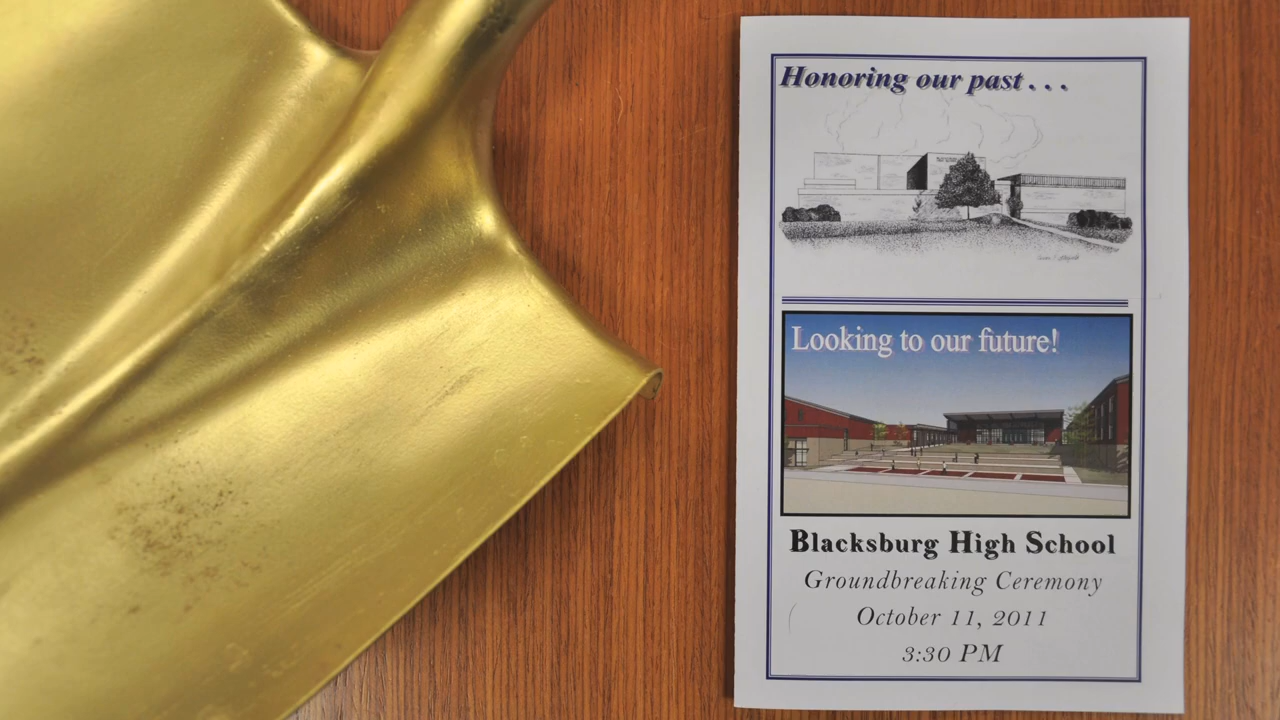 Honoring our past . . .
Looking to our future!
Blacksburg High School
Groundbreaking Ceremony
October 11, 2011
3:30 PM